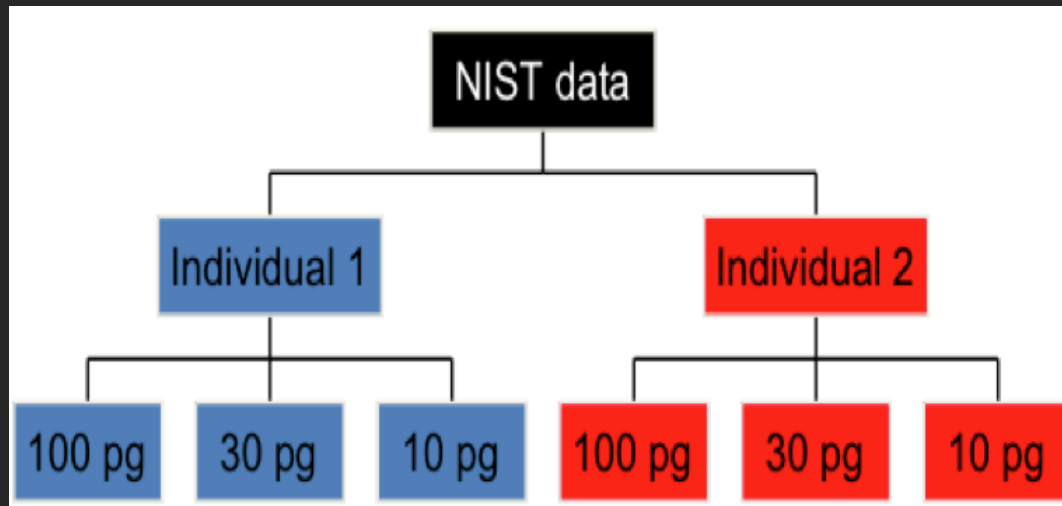 NIST data
Individual 1
Individual 2
100 pg
30 pg
10 pg
100 pg
30 pg
10 pg